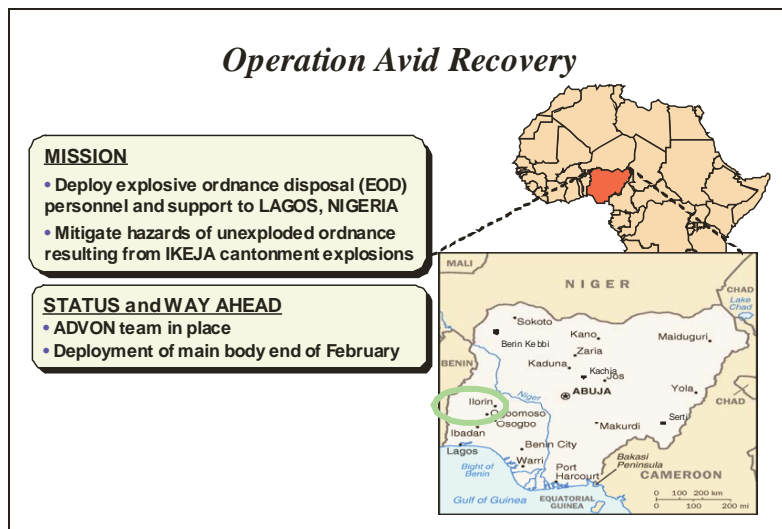 Operation Avid Recovery
MISSION
• Deploy explosive ordnance disposal (EOD)
personnel and support to LAGOS, NIGERIA
• Mitigate hazards of unexploded ordnance
resulting from IKEJA cantonment explosions
STATUS and WAY AHEAD
• ADVON team in place
• Deployment of main body end of February
MALI
NIGER
CHAD
Lake
Chad
Sokoto
Berin Kebbi
Kano
Maiduguri
Zaria
BENIN
Kaduna
Kachia
Jos
Niger
ABUJA
Yola
CHAD
Ilorin
Ogbomoso
Osogbo
Serti
Ibadan
Makurdi
Lagos
Benin City
Bakasi
Peninsula
Bight of
Benin
Warri
Port
Harcourt
CAMEROON
Gulf of Guinea
EQUATORIAL
GUINEA
0 100 200 km
0 100 200 mi